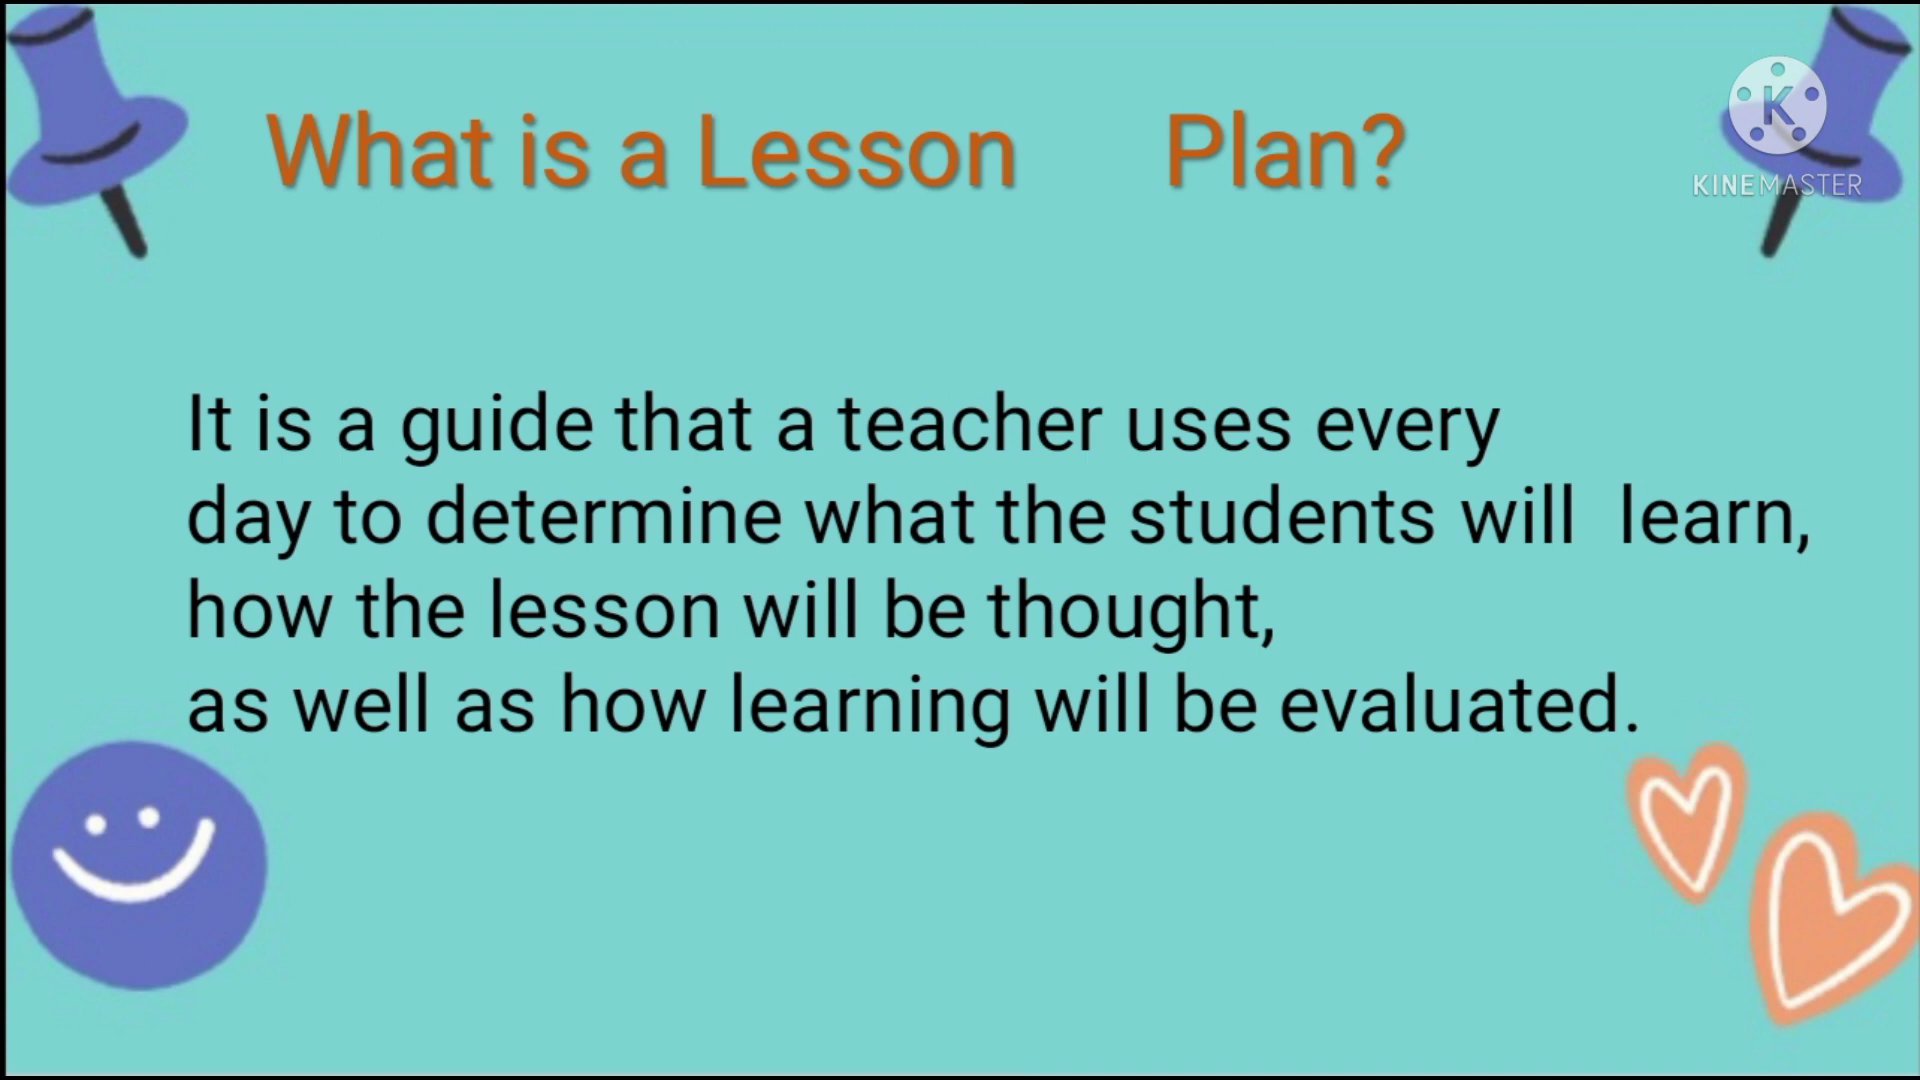 What is a Lesson Plan?
K
KINEMASTER
It is a guide that a teacher uses every
day to determine what the students will learn,
how the lesson will be thought,
as well as how learning will be evaluated.